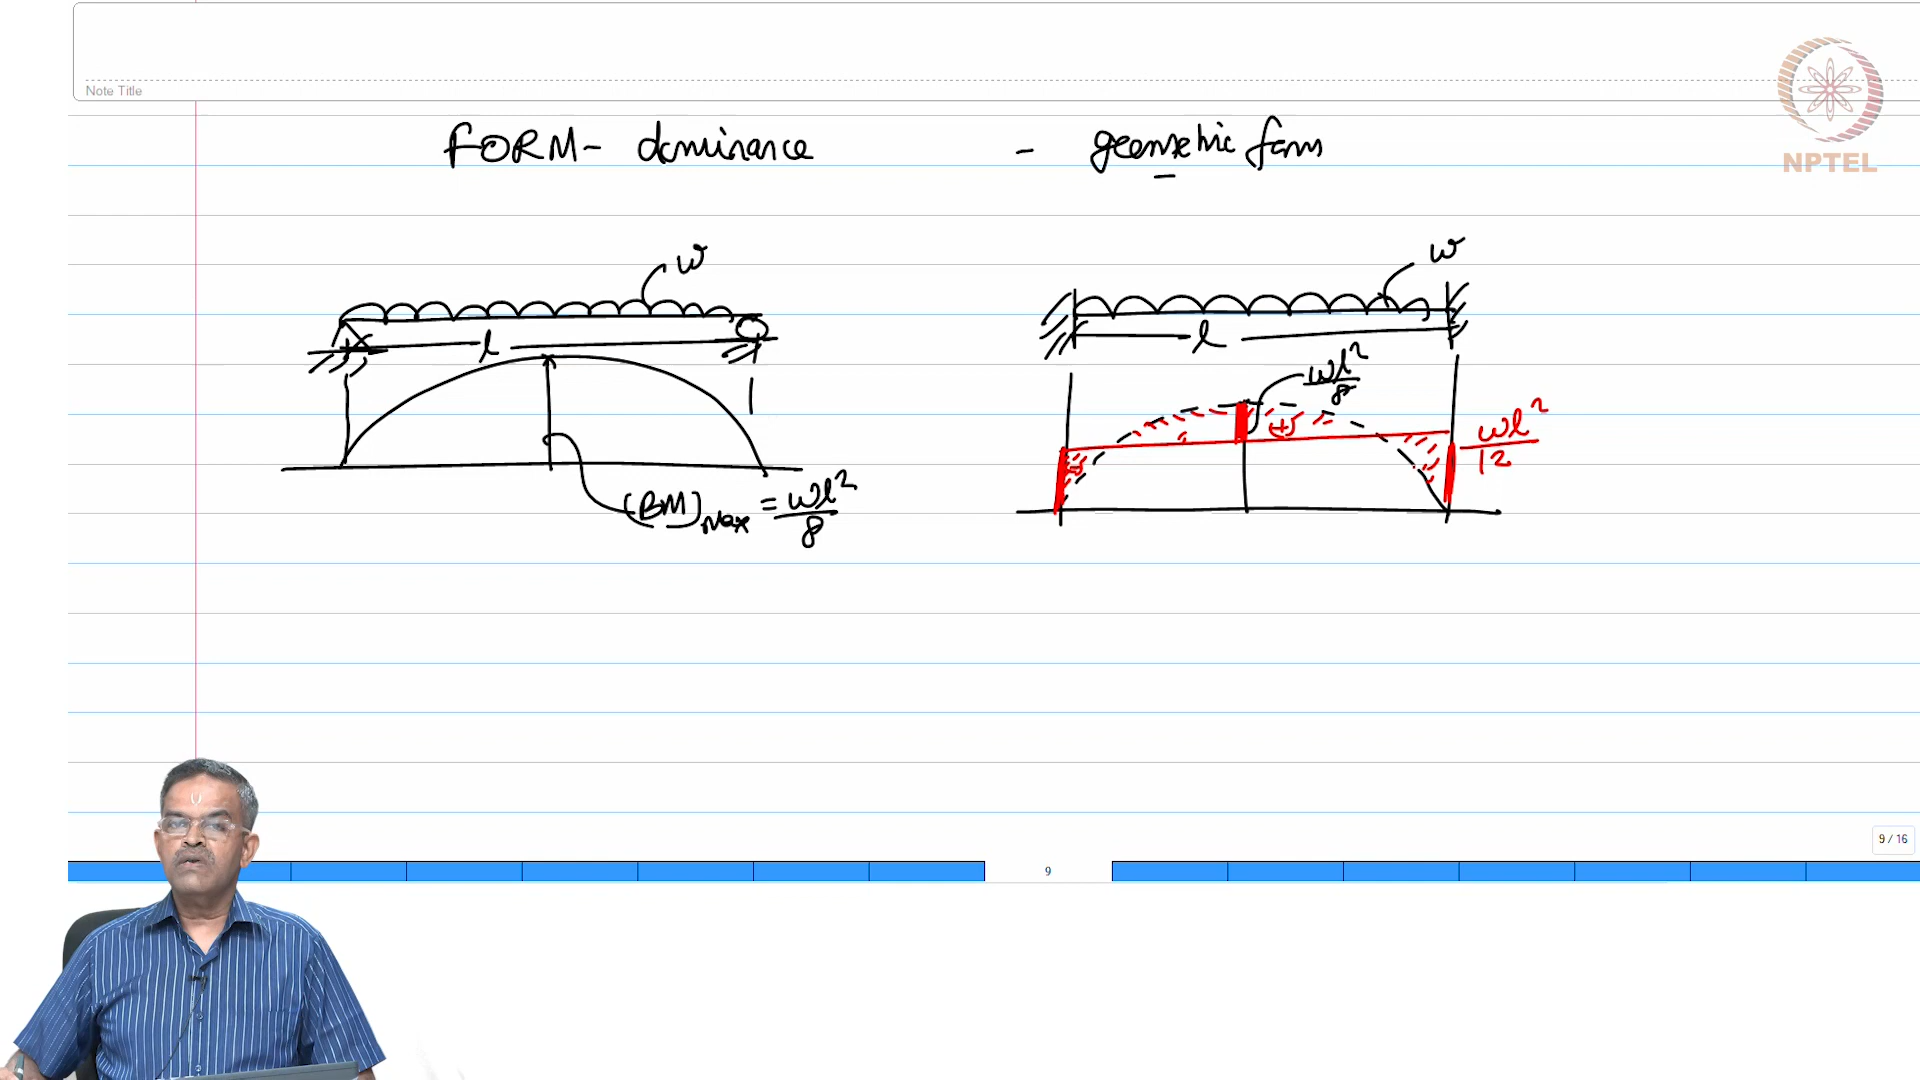 Note Title
FORM- dominance - geometric form
NPTEL
w
w
l
l
wl²/8
wl²/12
(+)
(BM)Max = wl²/8
9 / 16
9